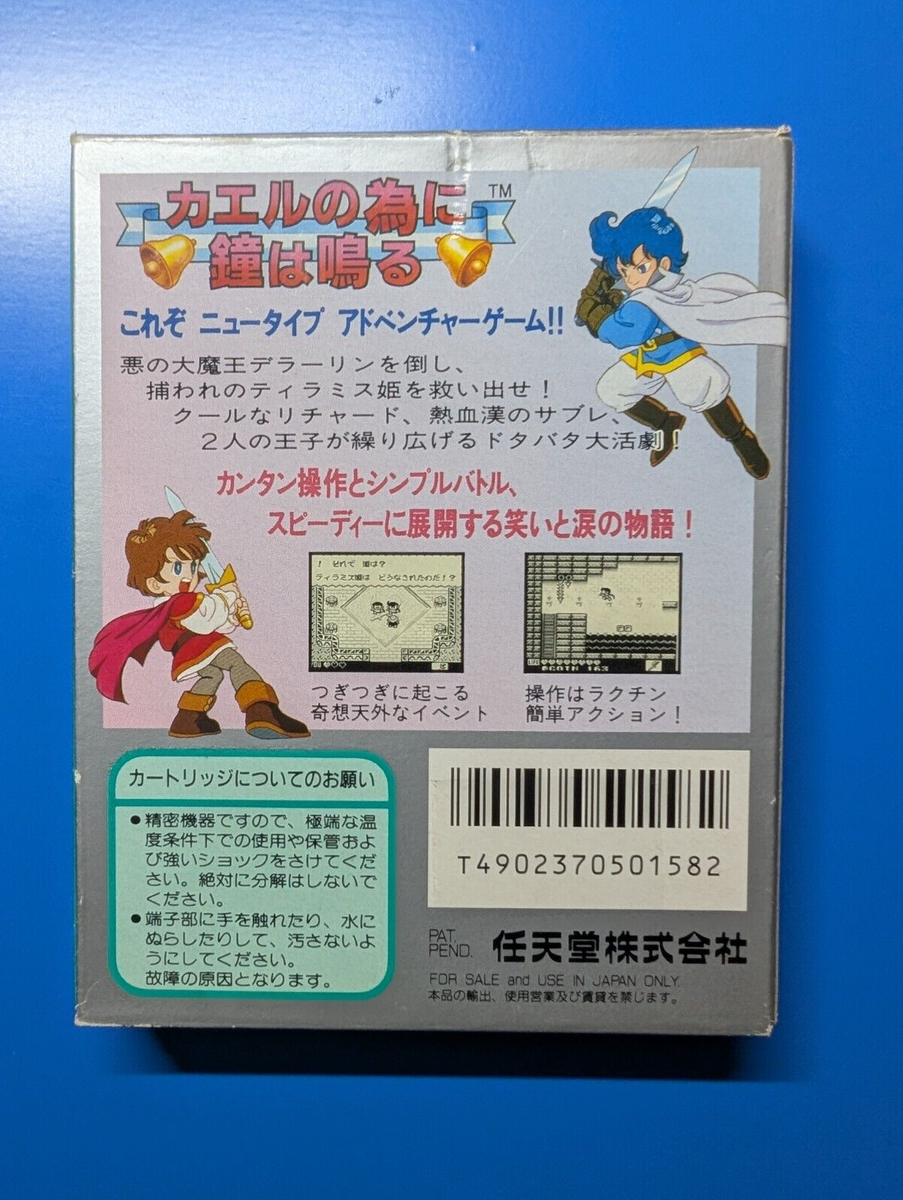 カエルの為に
TM
鐘は鳴る
これぞ ニュータイプ アドベンチャーゲーム!!
悪の大魔王デラーリンを倒し、
捕われのティラミス姫を救い出せ！
クールなリチャード、熱血漢のサブレ、
２人の王子が繰り広げるドタバタ大活劇！
カンタン操作とシンプルバトル、
スピーディーに展開する笑いと涙の物語！
！ それで 姫は？
ティラミス姫は どうなされたのだ！？
つぎつぎに起こる
奇想天外なイベント
操作はラクチン
簡単アクション！
カートリッジについてのお願い
●精密機器ですので、極端な温
度条件下での使用や保管およ
び強いショックをさけてくだ
さい。絶対に分解はしないで
ください。
●端子部に手を触れたり、水に
ぬらしたりして、汚さないよ
うにしてください。
故障の原因となります。
T4902370501582
PAT.
PEND.
任天堂株式会社
FOR SALE and USE IN JAPAN ONLY.
本品の輸出、使用営業及び賃貸を禁じます。